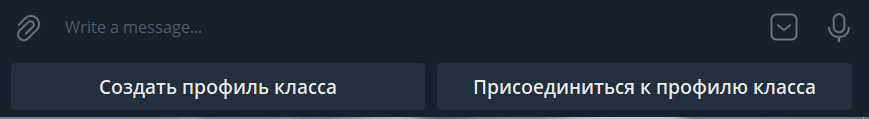 Write a message...
Создать профиль класса
Присоединиться к профилю класса